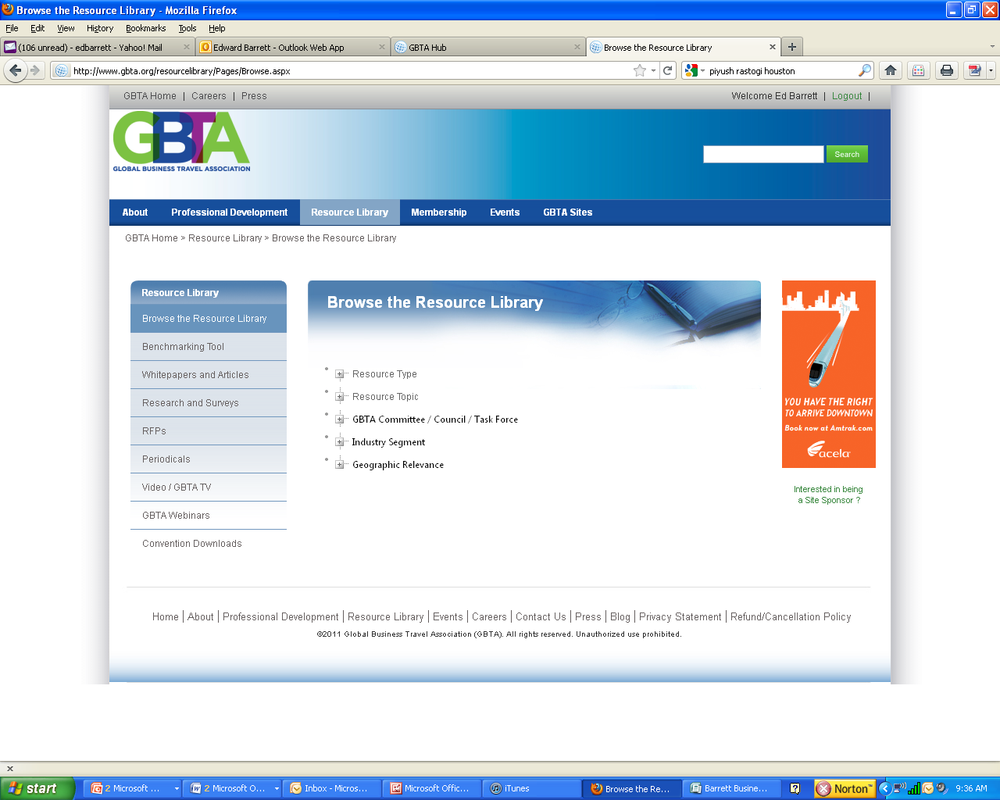 Browse the Resource Library - Mozilla Firefox
File Edit View History Bookmarks Tools Help
(106 unread) - edbarrett - Yahoo! Mail
Edward Barrett - Outlook Web App
GBTA Hub
Browse the Resource Library
http://www.gbta.org/resourcelibrary/Pages/Browse.aspx
piyush rastogi houston
GBTA Home | Careers | Press
Welcome Ed Barrett | Logout |
GBTA
GLOBAL BUSINESS TRAVEL ASSOCIATION
Search
About Professional Development Resource Library Membership Events GBTA Sites
GBTA Home > Resource Library > Browse the Resource Library
Resource Library
Browse the Resource Library
Benchmarking Tool
Whitepapers and Articles
Research and Surveys
RFPs
Periodicals
Video / GBTA TV
GBTA Webinars
Convention Downloads
Browse the Resource Library
Resource Type
Resource Topic
GBTA Committee / Council / Task Force
Industry Segment
Geographic Relevance
YOU HAVE THE RIGHT
TO ARRIVE DOWNTOWN
Book now at Amtrak.com
acela
Interested in being
a Site Sponsor ?
Home | About | Professional Development | Resource Library | Events | Careers | Contact Us | Press | Blog | Privacy Statement | Refund/Cancellation Policy
©2011 Global Business Travel Association (GBTA). All rights reserved. Unauthorized use prohibited.
start
2 Microsoft ...
2 Microsoft O...
Inbox - Micros...
Microsoft Offic...
iTunes
Browse the Re...
Barrett Busine...
Norton™
9:36 AM